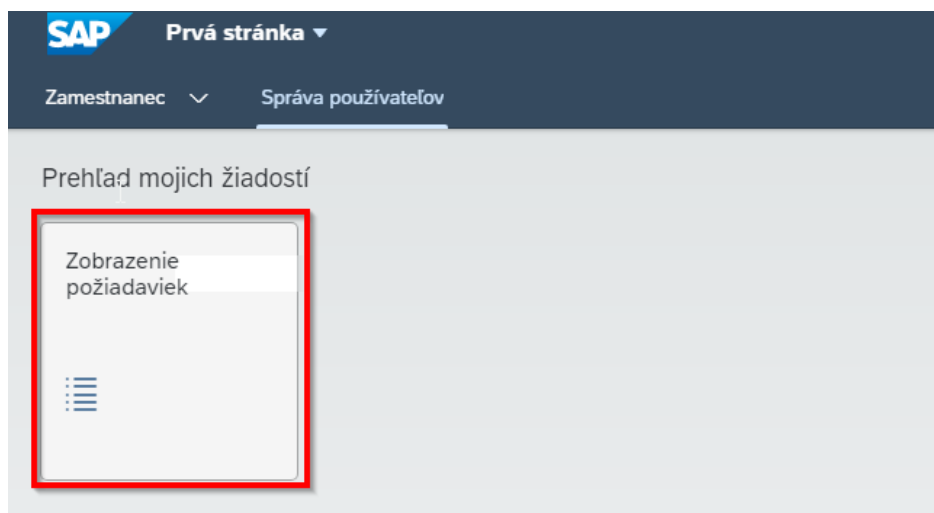 SAP Prvá stránka
Zamestnanec Správa používateľov
Prehľad mojich žiadostí
Zobrazenie
požiadaviek